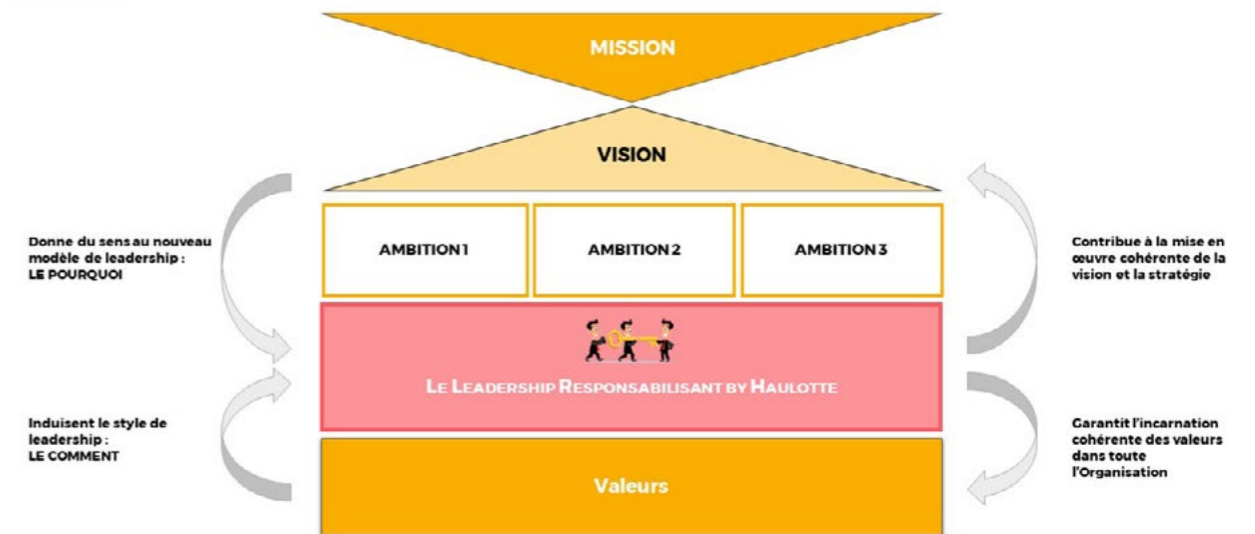 MISSION
VISION
AMBITION 1
AMBITION 2
AMBITION 3
Donne du sens au nouveau
modèle de leadership :
LE POURQUOI
Contribue à la mise en
œuvre cohérente de la
vision et la stratégie
LE LEADERSHIP RESPONSABILISANT BY HAULOTTE
Induisent le style de
leadership :
LE COMMENT
Garantit l'incarnation
cohérente des valeurs
dans toute
l'Organisation
Valeurs